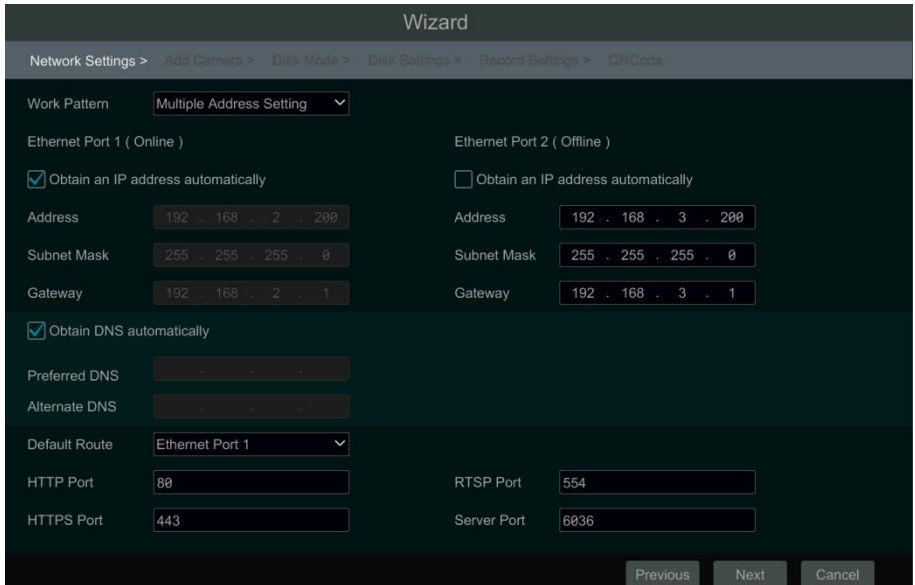 Wizard
Network Settings > Add Camera > Disk Mode > Disk Settings > Record Settings > QRCode
Work Pattern Multiple Address Setting
Ethernet Port 1 ( Online ) Ethernet Port 2 ( Offline )
Obtain an IP address automatically Obtain an IP address automatically
Address 192 . 168 . 2 . 200 Address 192 . 168 . 3 . 200
Subnet Mask 255 . 255 . 255 . 0 Subnet Mask 255 . 255 . 255 . 0
Gateway 192 . 168 . 2 . 1 Gateway 192 . 168 . 3 . 1
Obtain DNS automatically
Preferred DNS . . .
Alternate DNS . . .
Default Route Ethernet Port 1
HTTP Port 80 RTSP Port 554
HTTPS Port 443 Server Port 6036
Previous Next Cancel